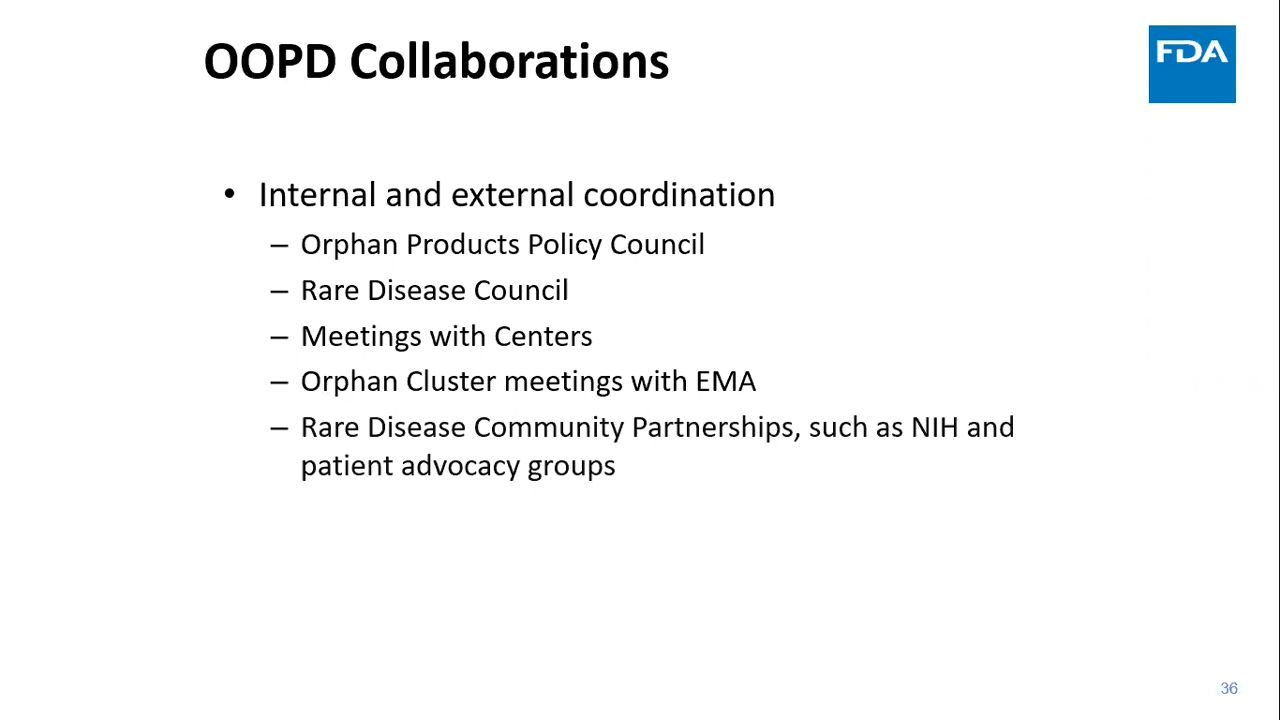 OOPD Collaborations
FDA
• Internal and external coordination
– Orphan Products Policy Council
– Rare Disease Council
– Meetings with Centers
– Orphan Cluster meetings with EMA
– Rare Disease Community Partnerships, such as NIH and
patient advocacy groups
36